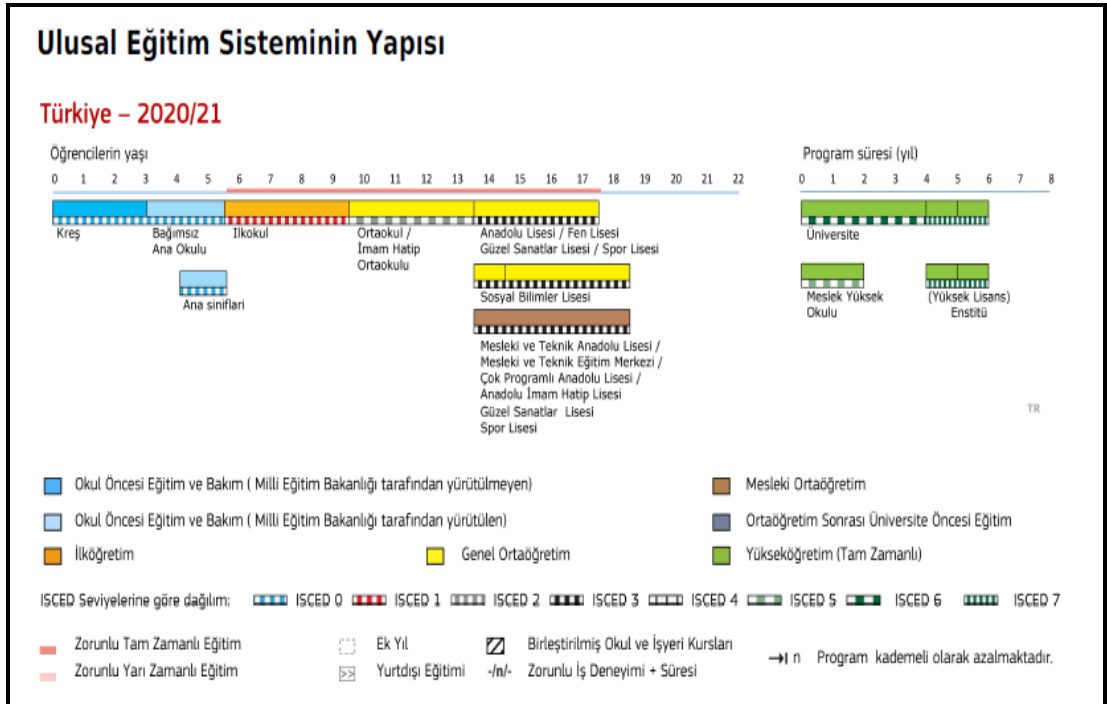 Ulusal Eğitim Sisteminin Yapısı
Türkiye – 2020/21
Öğrencilerin yaşı
Program süresi (yıl)
0 1 2 3 4 5 6 7 8 9 10 11 12 13 14 15 16 17 18 19 20 21 22
0 1 2 3 4 5 6 7 8
Kreş
Bağımsız
Ana Okulu
İlkokul
Ortaokul /
İmam Hatip
Ortaokulu
Anadolu Lisesi / Fen Lisesi
Güzel Sanatlar Lisesi / Spor Lisesi
Üniversite
Ana siniflari
Sosyal Bilimler Lisesi
Meslek Yüksek
Okulu
(Yüksek Lisans)
Enstitü
Mesleki ve Teknik Anadolu Lisesi /
Mesleki ve Teknik Eğitim Merkezi /
Çok Programlı Anadolu Lisesi /
Anadolu İmam Hatip Lisesi
Güzel Sanatlar Lisesi
Spor Lisesi
TR
Okul Öncesi Eğitim ve Bakım ( Milli Eğitim Bakanlığı tarafından yürütülmeyen)
Mesleki Ortaöğretim
Okul Öncesi Eğitim ve Bakım ( Milli Eğitim Bakanlığı tarafından yürütülen)
Ortaöğretim Sonrası Üniversite Öncesi Eğitim
İlköğretim
Genel Ortaöğretim
Yükseköğretim (Tam Zamanlı)
ISCED Seviyelerine göre dağılım: ISCED 0 ISCED 1 ISCED 2 ISCED 3 ISCED 4 ISCED 5 ISCED 6 ISCED 7
Zorunlu Tam Zamanlı Eğitim
Ek Yıl
Birleştirilmiş Okul ve İşyeri Kursları
Zorunlu Yarı Zamanlı Eğitim
>> Yurtdışı Eğitimi
-/n/- Zorunlu İş Deneyimi + Süresi
n Program kademeli olarak azalmaktadır.